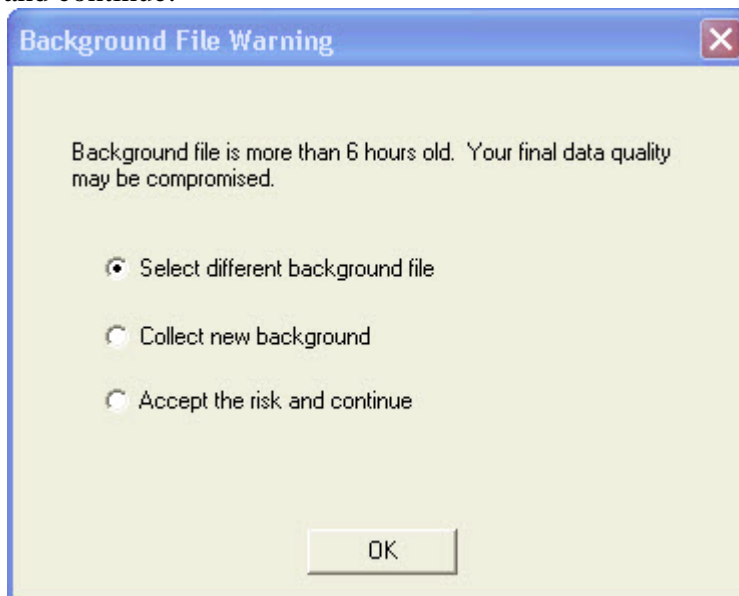 and continue.
Background File Warning
Background file is more than 6 hours old.  Your final data quality
may be compromised.
Select different background file
Collect new background
Accept the risk and continue
OK